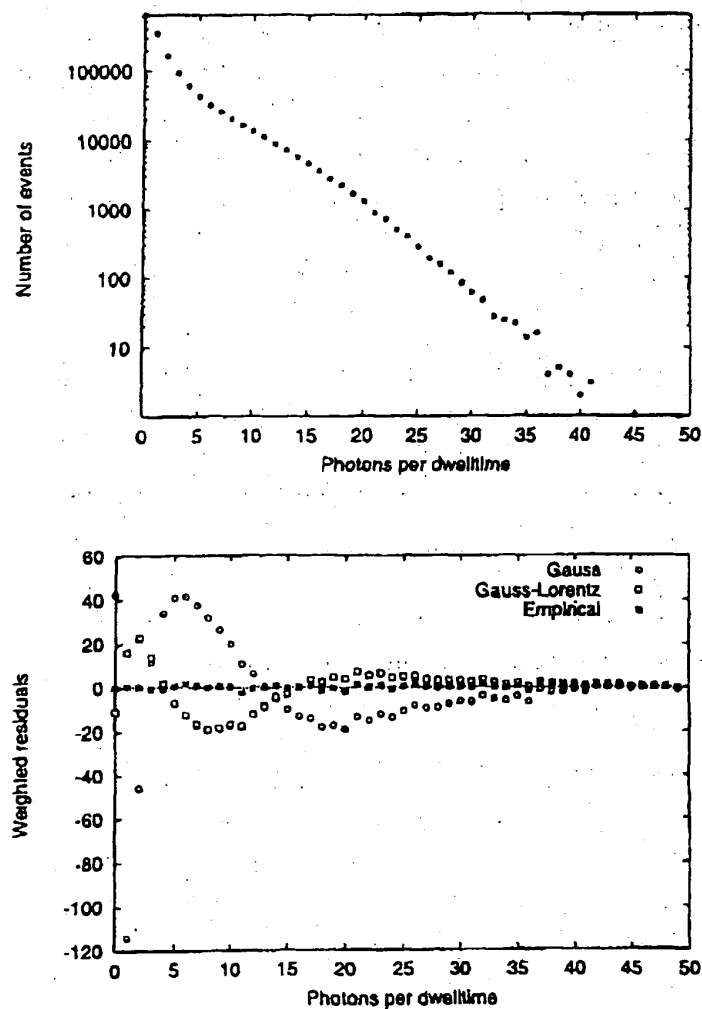 100000
10000
1000
100
10
Number of events
0 5 10 15 20 25 30 35 40 45 50
Photons per dwelltime
60
40
20
0
-20
-40
-60
-80
-100
-120
Weighted residuals
Gauss
Gauss-Lorentz
Empirical
0 5 10 15 20 25 30 35 40 45 50
Photons per dwelltime